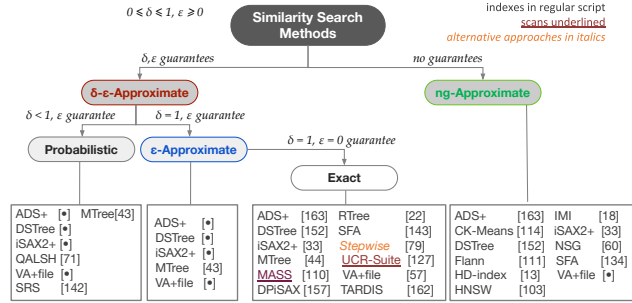 0 ⩽ δ ⩽ 1, ε ⩾ 0
Similarity Search
Methods
indexes in regular script
scans underlined
alternative approaches in italics
δ,ε guarantees
no guarantees
δ-ε-Approximate
ng-Approximate
δ < 1, ε guarantee
δ = 1, ε guarantee
δ = 1, ε = 0 guarantee
Probabilistic
ε-Approximate
Exact
ADS+ [•] MTree[43]
DSTree [•]
iSAX2+ [•]
QALSH [71]
VA+file [•]
SRS [142]
ADS+ [•]
DSTree [•]
iSAX2+ [•]
MTree [43]
VA+file [•]
ADS+ [163] RTree [22]
DSTree [152] SFA [143]
iSAX2+ [33] Stepwise [79]
MTree [44] UCR-Suite [127]
MASS [110] VA+file [57]
DPiSAX [157] TARDIS [162]
ADS+ [163] IMI [18]
CK-Means [114] iSAX2+ [33]
DSTree [152] NSG [60]
Flann [111] SFA [134]
HD-index [13] VA+file [•]
HNSW [103]